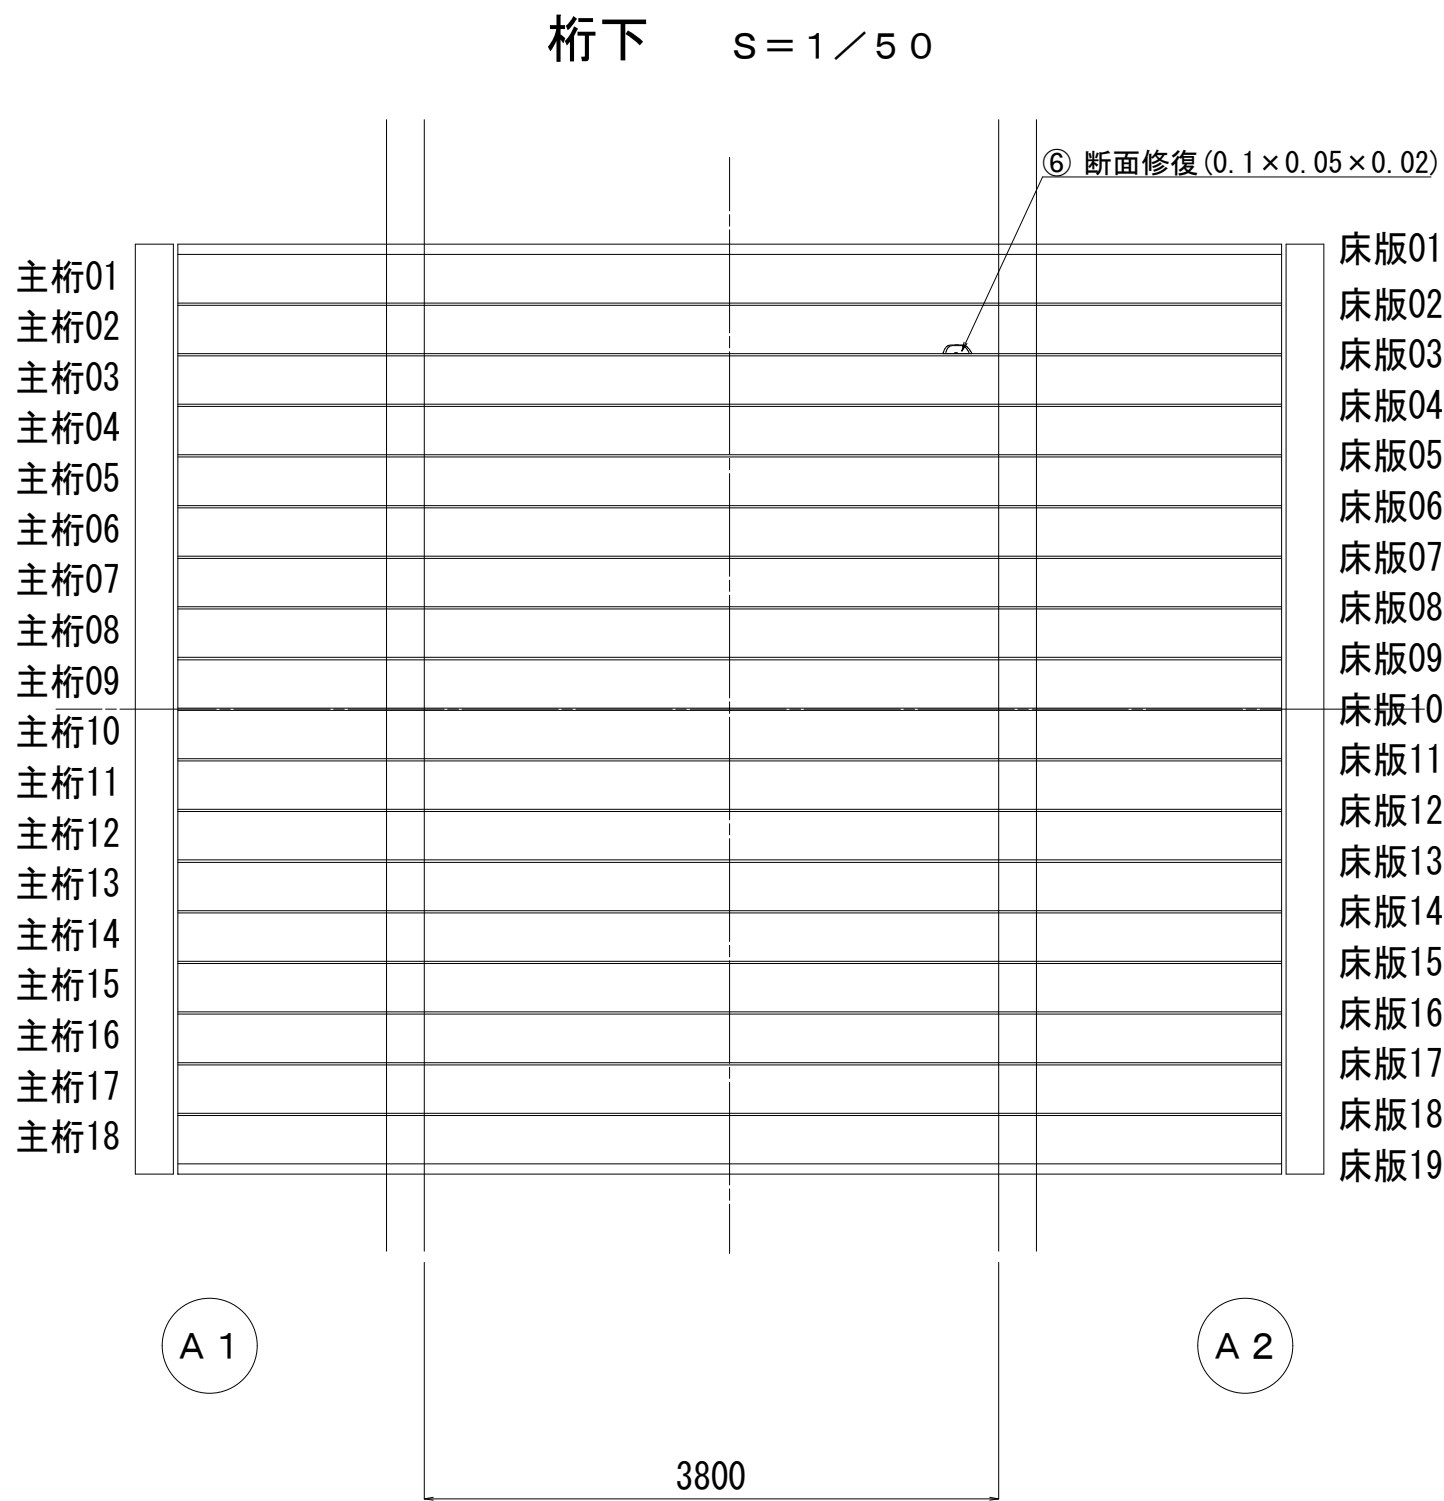 桁下　Ｓ＝１／５０
⑥ 断面修復(0.1×0.05×0.02)
主桁01
主桁02
主桁03
主桁04
主桁05
主桁06
主桁07
主桁08
主桁09
主桁10
主桁11
主桁12
主桁13
主桁14
主桁15
主桁16
主桁17
主桁18
床版01
床版02
床版03
床版04
床版05
床版06
床版07
床版08
床版09
床版10
床版11
床版12
床版13
床版14
床版15
床版16
床版17
床版18
床版19
Ａ１
Ａ２
3800